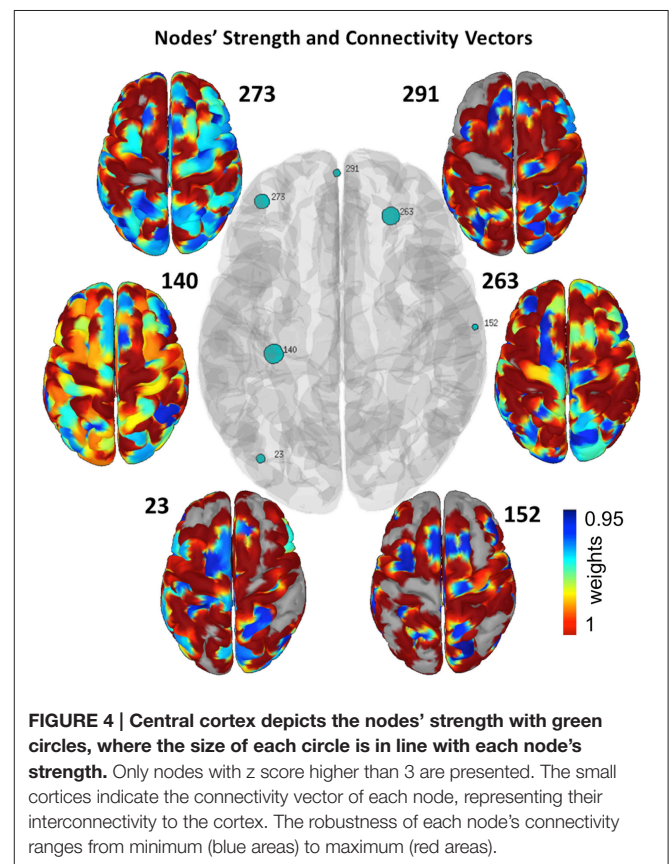 Nodes' Strength and Connectivity Vectors
273
291
291
273
263
140
263
152
140
23
23
152
0.95
weights
1
FIGURE 4 | Central cortex depicts the nodes' strength with green
circles, where the size of each circle is in line with each node's
strength. Only nodes with z score higher than 3 are presented. The small
cortices indicate the connectivity vector of each node, representing their
interconnectivity to the cortex. The robustness of each node's connectivity
ranges from minimum (blue areas) to maximum (red areas).